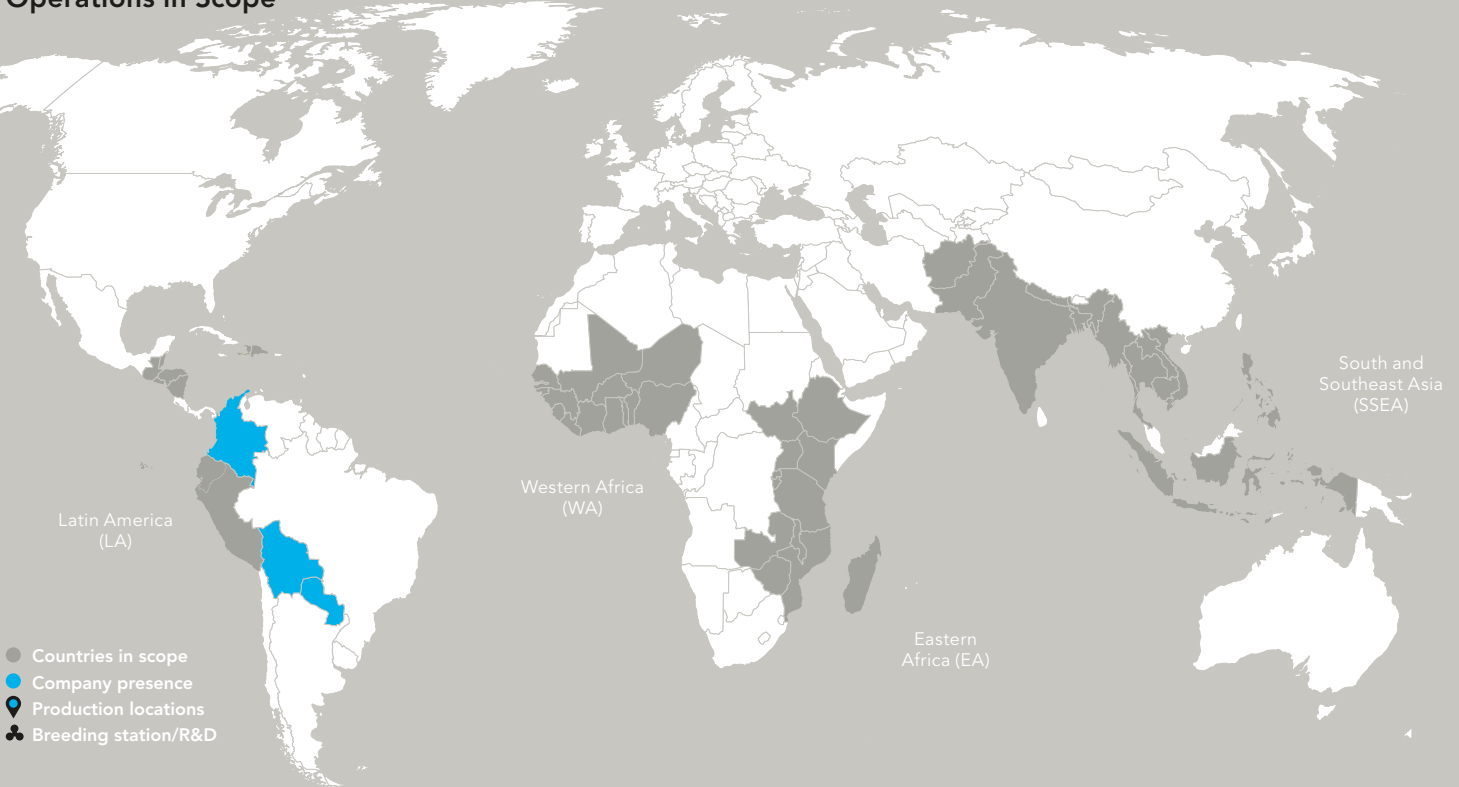 Operations in Scope
South and
Southeast Asia
(SSEA)
Western Africa
(WA)
Latin America
(LA)
Eastern
Africa (EA)
Countries in scope
Company presence
Production locations
Breeding station/R&D